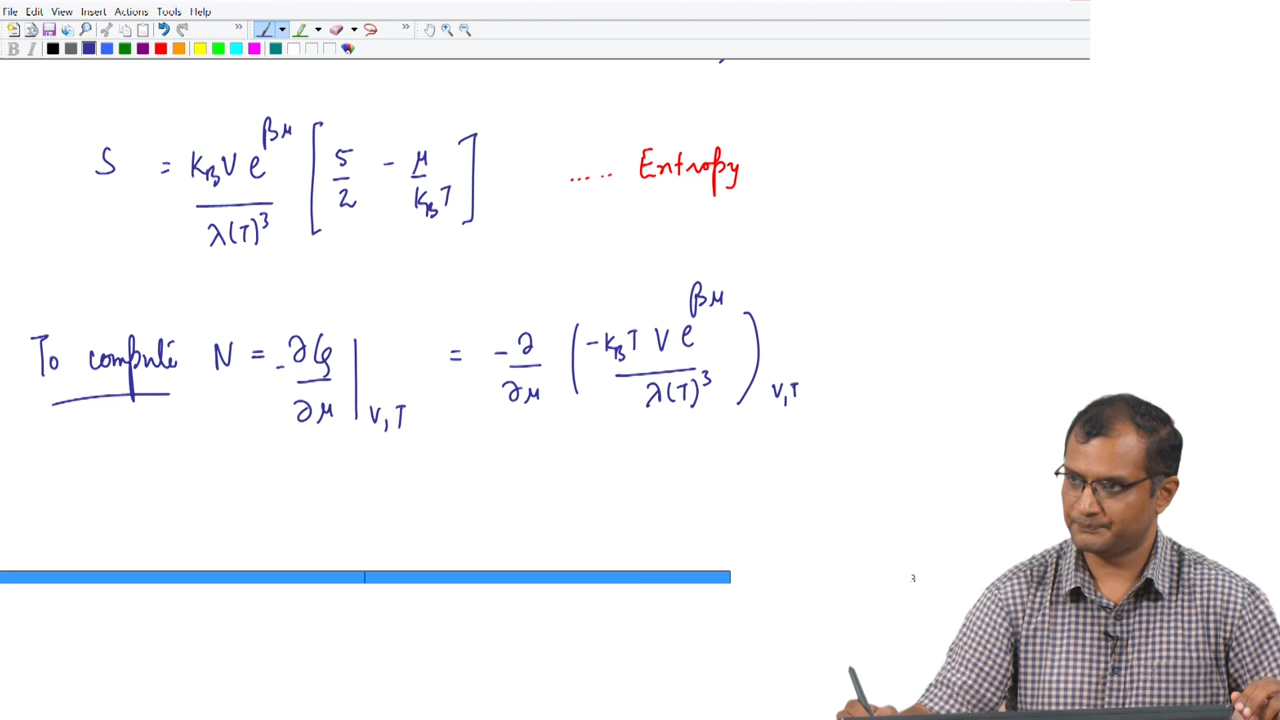 File Edit View Insert Actions Tools Help
B I
S = k_B V e^{βμ} / λ(T)^3 [ 5/2 - μ/(k_B T) ] ..... Entropy
To compute N = -∂G/∂μ |_{V,T} = -∂/∂μ ( -k_B T V e^{βμ} / λ(T)^3 )_{V,T}
3